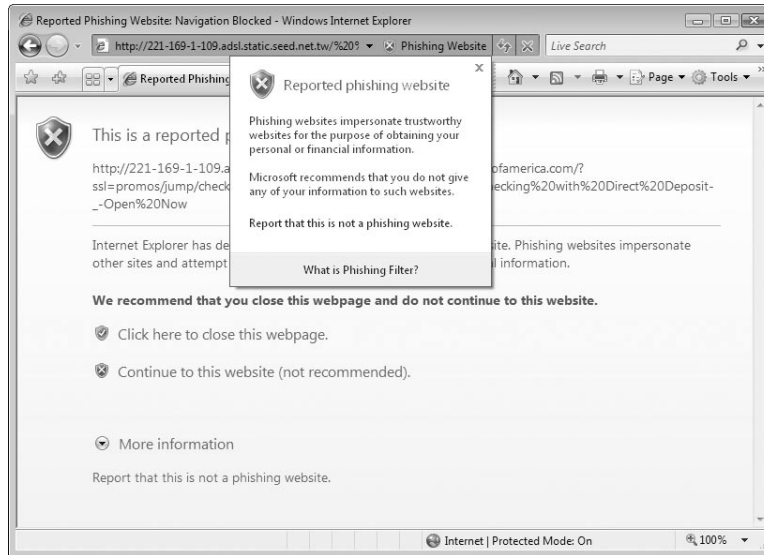 Reported Phishing Website: Navigation Blocked - Windows Internet Explorer
http://221-169-1-109.adsl.static.seed.net.tw/%20% Phishing Website Live Search
Reported Phishing Page Tools
Reported phishing website
Phishing websites impersonate trustworthy
websites for the purpose of obtaining your
personal or financial information.
Microsoft recommends that you do not give
any of your information to such websites.
Report that this is not a phishing website.
What is Phishing Filter?
This is a reported
http://221-169-1-109.a ofamerica.com/?
ssl=promos/jump/check ecking%20with%20Direct%20Deposit-
_-Open%20Now
Internet Explorer has de ite. Phishing websites impersonate
other sites and attempt l information.
We recommend that you close this webpage and do not continue to this website.
Click here to close this webpage.
Continue to this website (not recommended).
More information
Report that this is not a phishing website.
Internet | Protected Mode: On 100%